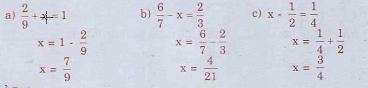 a) 2/9 + x = 1
x = 1 - 2/9
x = 7/9
b) 6/7 - x = 2/3
x = 6/7 - 2/3
x = 4/21
c) x - 1/2 = 1/4
x = 1/4 + 1/2
x = 3/4